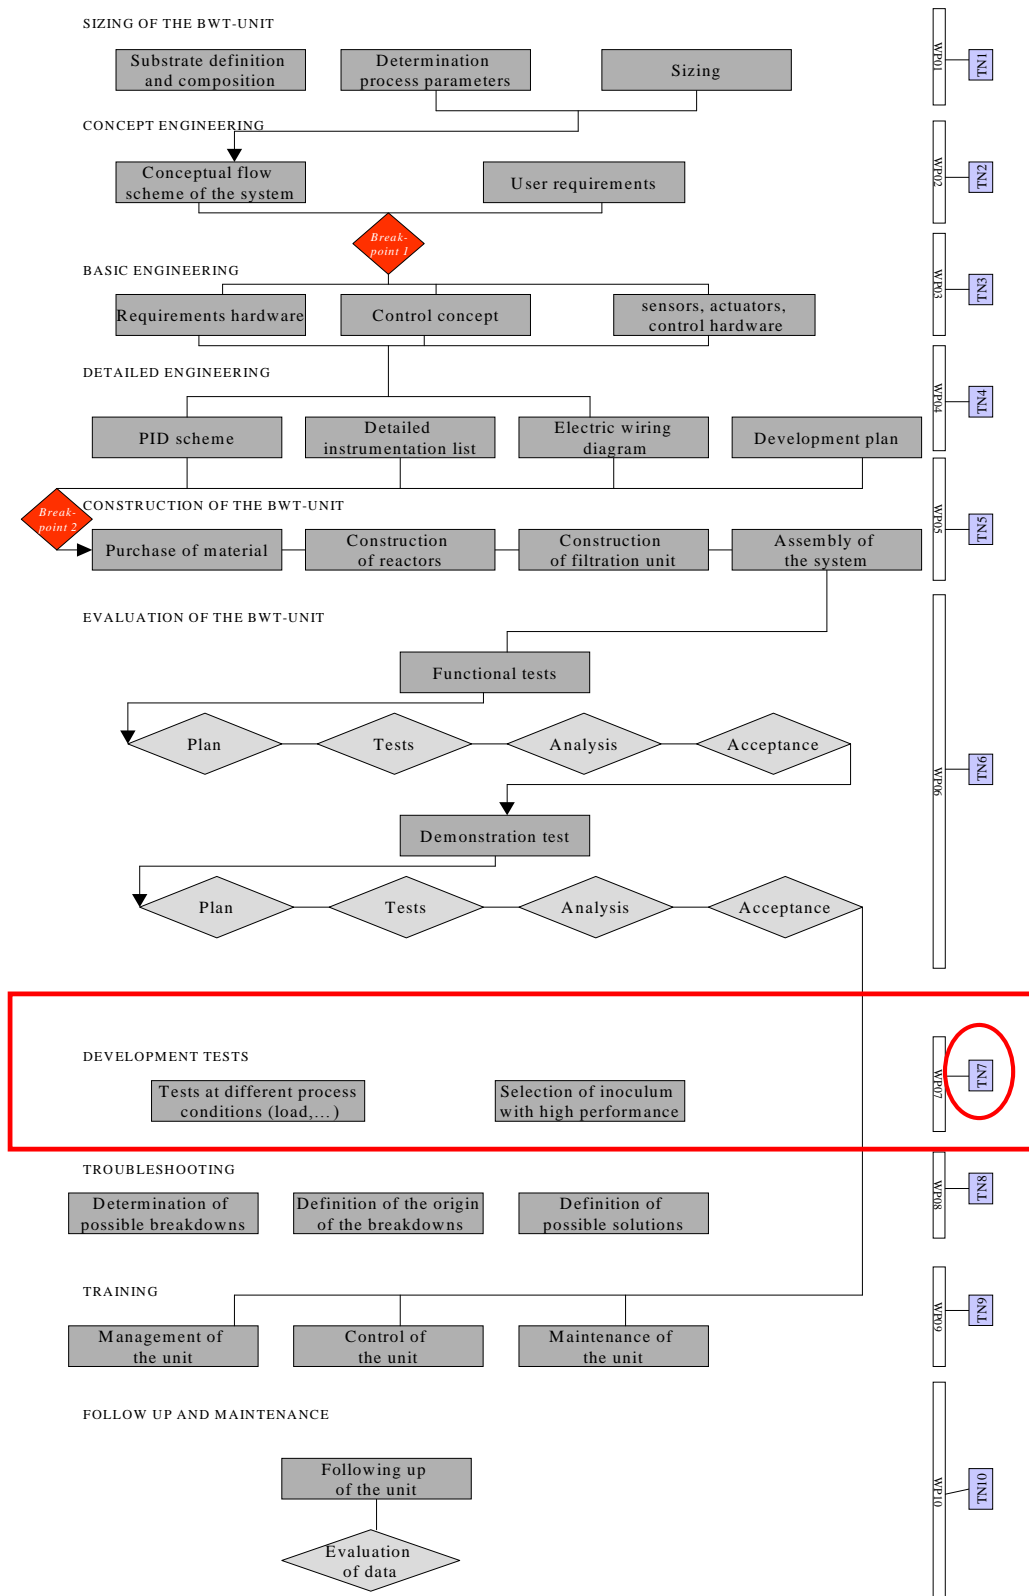 SIZING OF THE BWT-UNIT
Substrate definition
and composition
Determination
process parameters
Sizing
WP01
TN1
CONCEPT ENGINEERING
Conceptual flow
scheme of the system
User requirements
WP02
TN2
Break-
point 1
BASIC ENGINEERING
Requirements hardware
Control concept
sensors, actuators,
control hardware
WP03
TN3
DETAILED ENGINEERING
PID scheme
Detailed
instrumentation list
Electric wiring
diagram
Development plan
WP04
TN4
Break-
point 2
CONSTRUCTION OF THE BWT-UNIT
Purchase of material
Construction
of reactors
Construction
of filtration unit
Assembly of
the system
WP05
TN5
EVALUATION OF THE BWT-UNIT
Functional tests
Plan
Tests
Analysis
Acceptance
Demonstration test
Plan
Tests
Analysis
Acceptance
WP06
TN6
DEVELOPMENT TESTS
Tests at different process
conditions (load,...)
Selection of inoculum
with high performance
WP07
TN7
TROUBLESHOOTING
Determination of
possible breakdowns
Definition of the origin
of the breakdowns
Definition of
possible solutions
WP08
TN8
TRAINING
Management of
the unit
Control of
the unit
Maintenance of
the unit
WP09
TN9
FOLLOW UP AND MAINTENANCE
Following up
of the unit
Evaluation
of data
WP10
TN10